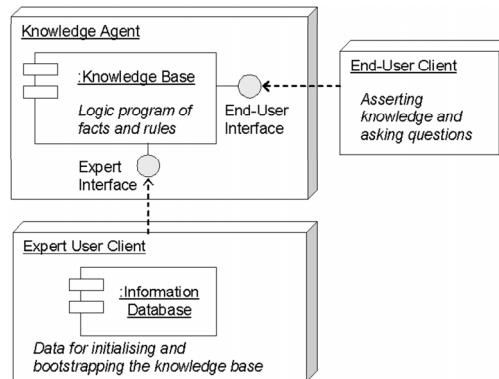 Knowledge Agent
:Knowledge Base
Logic program of
facts and rules
End-User
Interface
Expert
Interface
End-User Client
Asserting
knowledge and
asking questions
Expert User Client
:Information
Database
Data for initialising and
bootstrapping the knowledge base